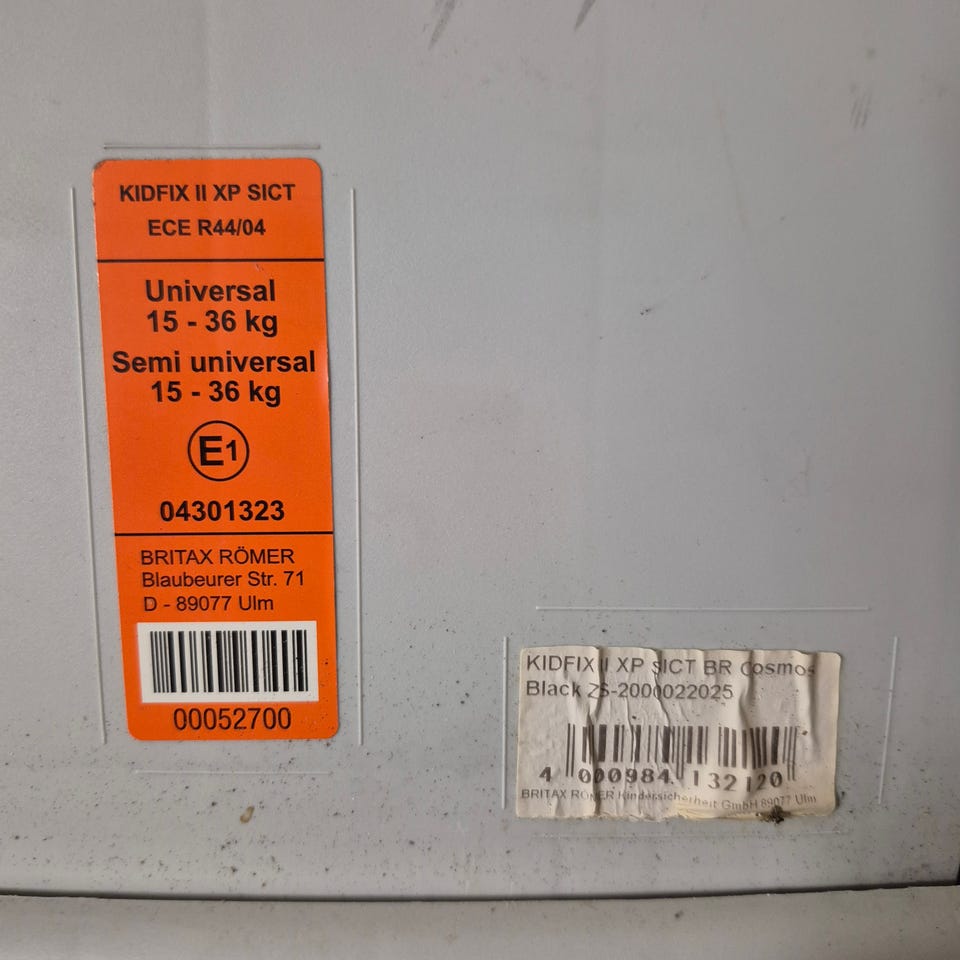 KIDFIX II XP SICT
ECE R44/04
Universal
15 - 36 kg
Semi universal
15 - 36 kg
E1
04301323
BRITAX RÖMER
Blaubeurer Str. 71
D - 89077 Ulm
00052700
KIDFIX II XP SICT BR Cosmos
Black ZS-2000022025
4 000984 132120
BRITAX RÖMER Kindersicherheit GmbH 89077 Ulm